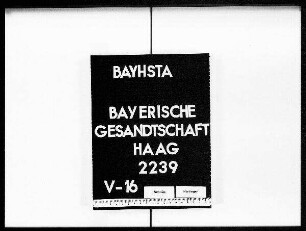 BAYHSTA
BAYERISCHE
GESANDTSCHAFT
HAAG
2239
V-16